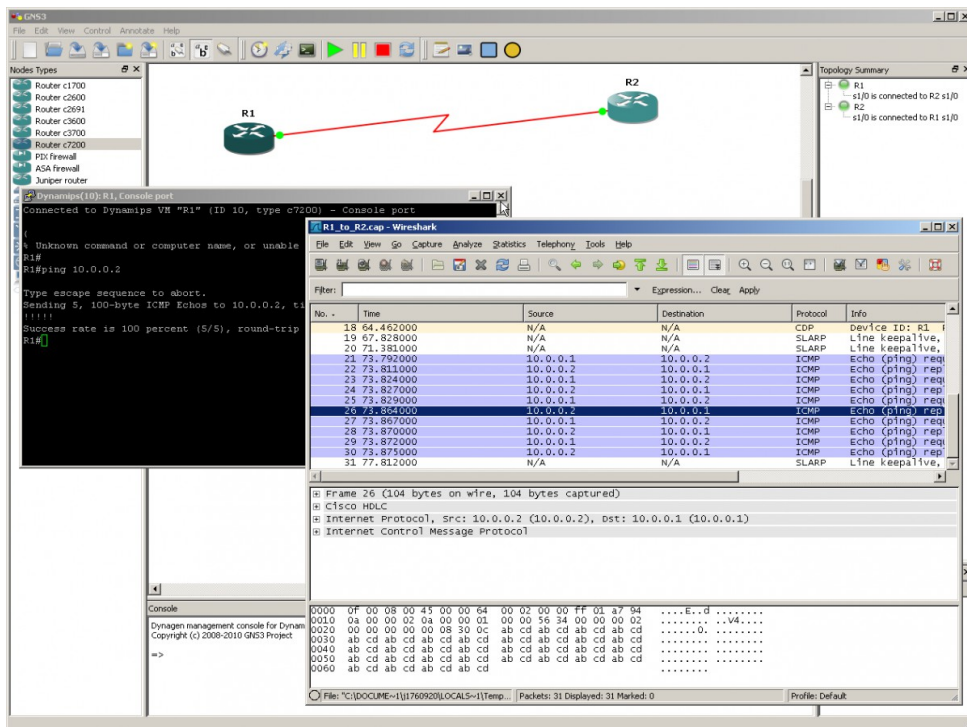 GNS3
File Edit View Control Annotate Help
Nodes Types
Router c1700
Router c2600
Router c2691
Router c3600
Router c3700
Router c7200
PIX firewall
ASA firewall
Juniper router
R1
R2
Topology Summary
R1
s1/0 is connected to R2 s1/0
R2
s1/0 is connected to R1 s1/0
Dynamips(10): R1, Console port
Connected to Dynamips VM "R1" (ID 10, type c7200) - Console port
% Unknown command or computer name, or unable
R1#
R1#ping 10.0.0.2
Type escape sequence to abort.
Sending 5, 100-byte ICMP Echos to 10.0.0.2, ti
!!!!!
Success rate is 100 percent (5/5), round-trip
R1#
R1_to_R2.cap - Wireshark
File Edit View Go Capture Analyze Statistics Telephony Tools Help
Filter: Expression... Clear Apply
No. - Time Source Destination Protocol Info
18 64.462000 N/A N/A CDP Device ID: R1
19 67.828000 N/A N/A SLARP Line keepalive,
20 71.381000 N/A N/A SLARP Line keepalive,
21 73.792000 10.0.0.1 10.0.0.2 ICMP Echo (ping) requ
22 73.811000 10.0.0.2 10.0.0.1 ICMP Echo (ping) rep
23 73.824000 10.0.0.1 10.0.0.2 ICMP Echo (ping) requ
24 73.827000 10.0.0.2 10.0.0.1 ICMP Echo (ping) rep
25 73.829000 10.0.0.1 10.0.0.2 ICMP Echo (ping) requ
26 73.864000 10.0.0.2 10.0.0.1 ICMP Echo (ping) rep
27 73.867000 10.0.0.1 10.0.0.2 ICMP Echo (ping) requ
28 73.870000 10.0.0.2 10.0.0.1 ICMP Echo (ping) rep
29 73.872000 10.0.0.1 10.0.0.2 ICMP Echo (ping) requ
30 73.875000 10.0.0.2 10.0.0.1 ICMP Echo (ping) rep
31 77.812000 N/A N/A SLARP Line keepalive,
Frame 26 (104 bytes on wire, 104 bytes captured)
Cisco HDLC
Internet Protocol, Src: 10.0.0.2 (10.0.0.2), Dst: 10.0.0.1 (10.0.0.1)
Internet Control Message Protocol
0000 0f 00 08 00 45 00 00 64 00 02 00 00 ff 01 a7 94 ....E..d ........
0010 0a 00 00 02 0a 00 00 01 00 00 56 34 00 00 00 02 ........ ..V4....
0020 00 00 00 00 00 08 30 0c ab cd ab cd ab cd ab cd ......0. ........
0030 ab cd ab cd ab cd ab cd ab cd ab cd ab cd ab cd ........ ........
0040 ab cd ab cd ab cd ab cd ab cd ab cd ab cd ab cd ........ ........
0050 ab cd ab cd ab cd ab cd ab cd ab cd ab cd ab cd ........ ........
0060 ab cd ab cd ab cd ab cd ........
File: "C:\DOCUME~1\j1760920\LOCALS~1\Temp... Packets: 31 Displayed: 31 Marked: 0 Profile: Default
Console
Dynagen management console for Dynam
Copyright (c) 2008-2010 GNS3 Project
=>